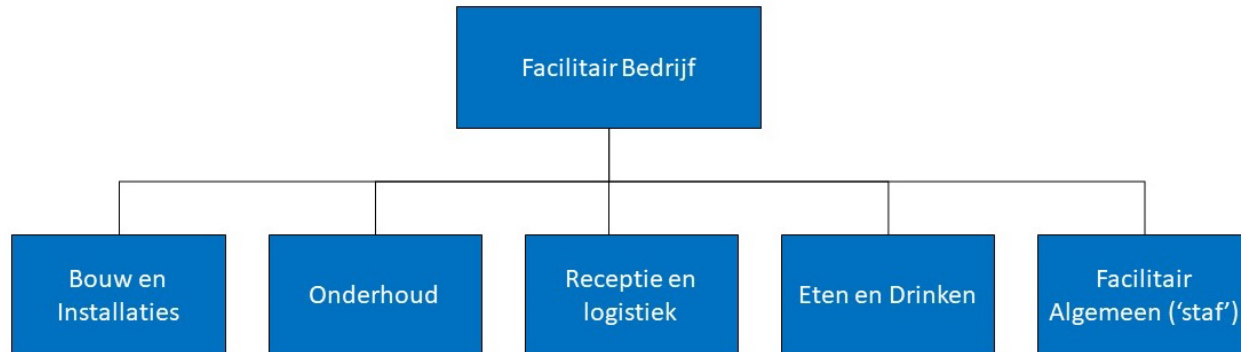 Facilitair Bedrijf
Bouw en
Installaties
Onderhoud
Receptie en
logistiek
Eten en Drinken
Facilitair
Algemeen (‘staf’)